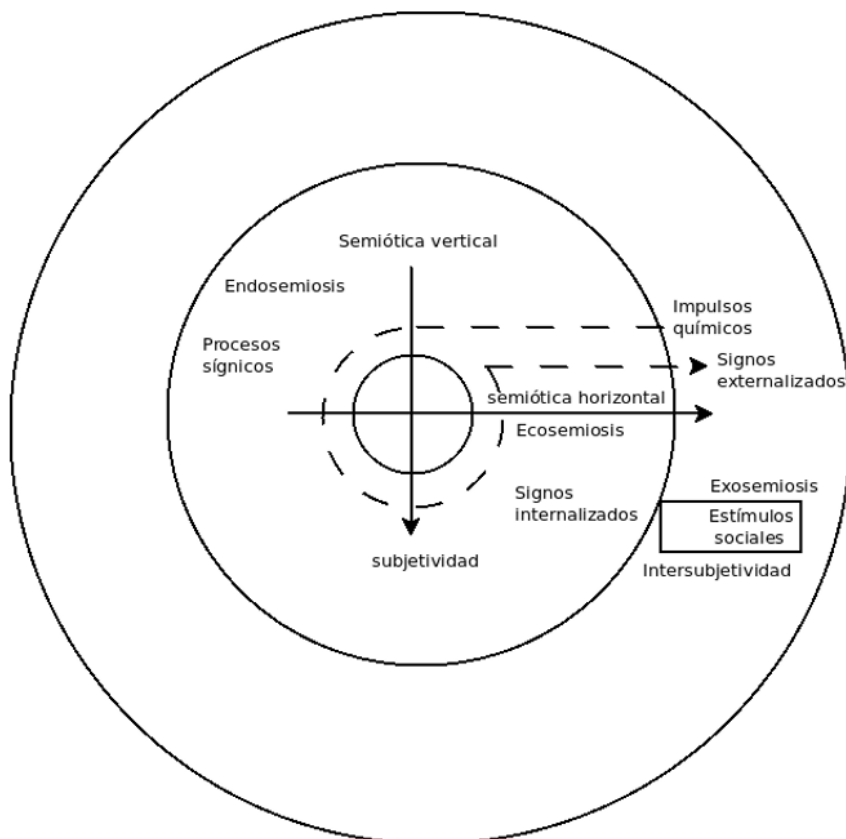 Semiótica vertical
Endosemiosis
Impulsos
químicos
Procesos
sígnicos
Signos
externalizados
semiótica horizontal
Ecosemiosis
Exosemiosis
Signos
internalizados
Estímulos
sociales
subjetividad
Intersubjetividad